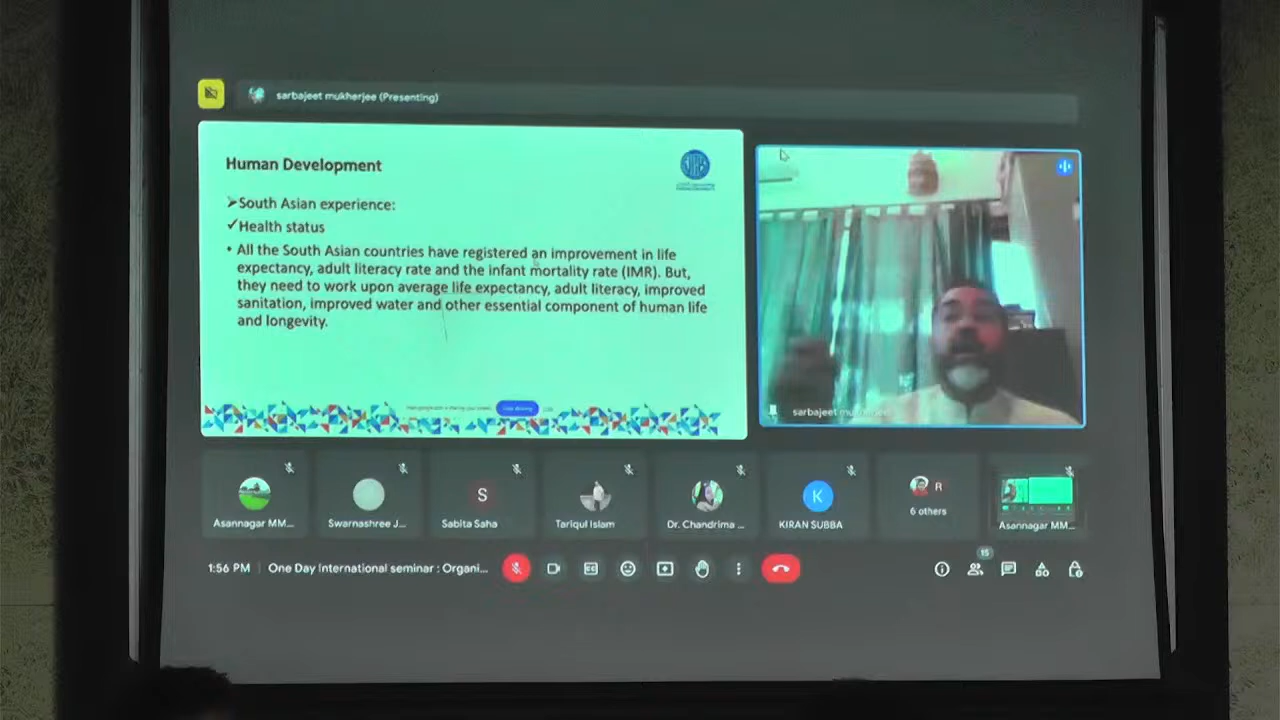 sarbajeet mukherjee (Presenting)
Human Development
➢South Asian experience:
✓Health status
• All the South Asian countries have registered an improvement in life
expectancy, adult literacy rate and the infant mortality rate (IMR). But,
they need to work upon average life expectancy, adult literacy, improved
sanitation, improved water and other essential component of human life
and longevity.
sarbajeet mukherjee
Asannagar MM...
Swarnashree J...
S
Sabita Saha
Tariqul Islam
Dr. Chandrima ...
K
KIRAN SUBBA
R
6 others
Asannagar MM...
1:56 PM | One Day International seminar : Organi...
15